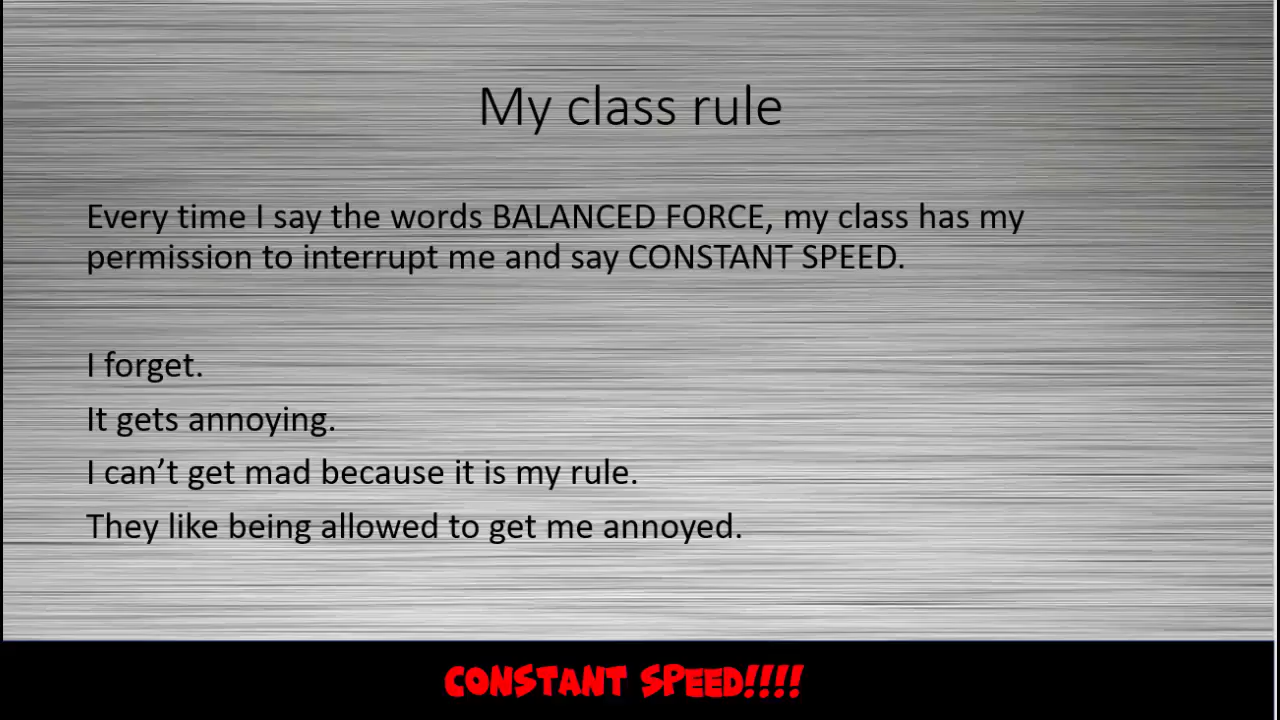 My class rule
Every time I say the words BALANCED FORCE, my class has my
permission to interrupt me and say CONSTANT SPEED.
I forget.
It gets annoying.
I can’t get mad because it is my rule.
They like being allowed to get me annoyed.
CONSTANT SPEED!!!!